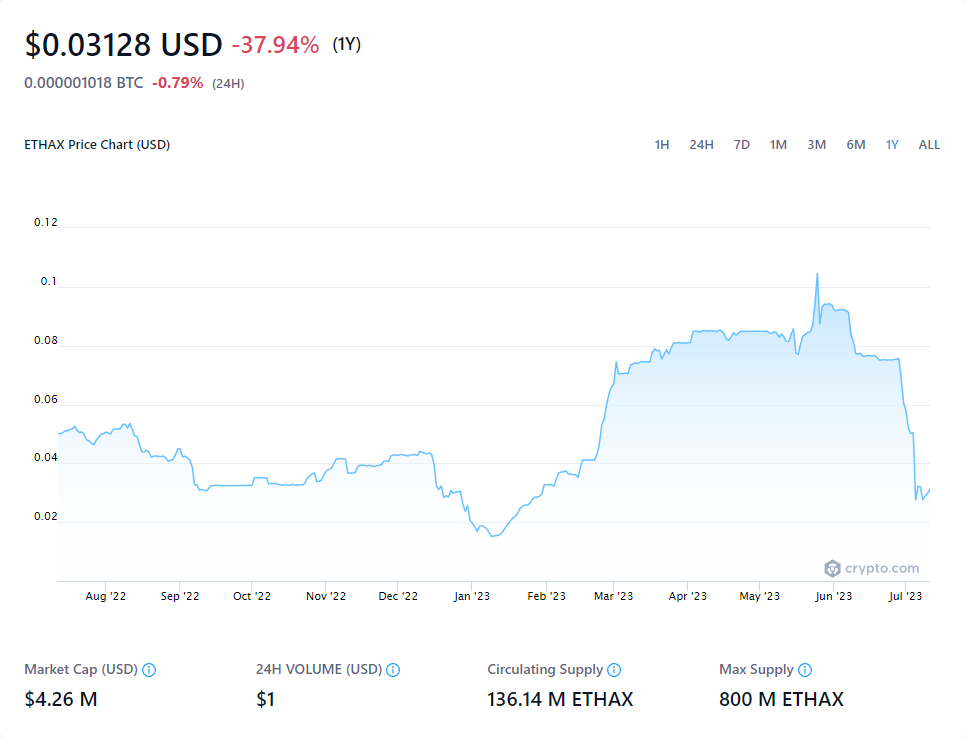 $0.03128 USD -37.94% (1Y)
0.000001018 BTC -0.79% (24H)
ETHAX Price Chart (USD) 1H 24H 7D 1M 3M 6M 1Y ALL
0.12
0.1
0.08
0.06
0.04
0.02
crypto.com
Aug '22 Sep '22 Oct '22 Nov '22 Dec '22 Jan '23 Feb '23 Mar '23 Apr '23 May '23 Jun '23 Jul '23
Market Cap (USD) 24H VOLUME (USD) Circulating Supply Max Supply
$4.26 M $1 136.14 M ETHAX 800 M ETHAX